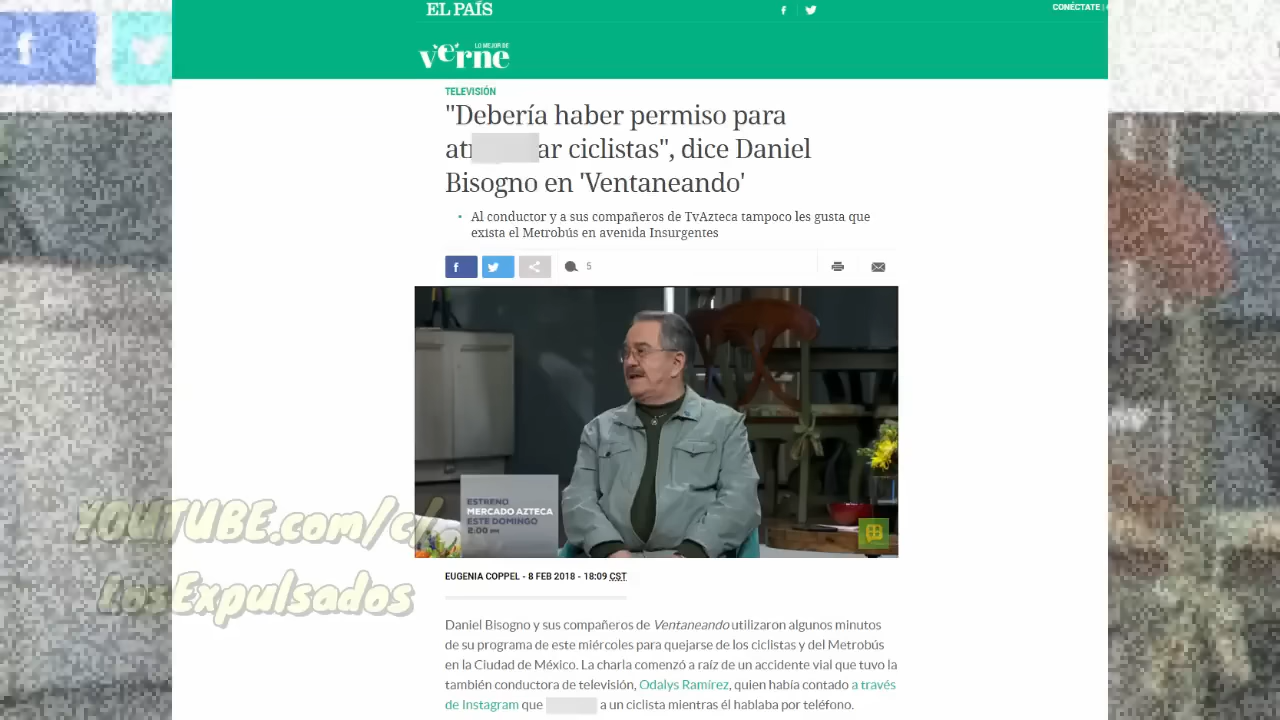 EL PAÍS
CONÉCTATE
LO MEJOR DE
verne
TELEVISIÓN
"Debería haber permiso para
at ar ciclistas", dice Daniel
Bisogno en 'Ventaneando'
Al conductor y a sus compañeros de TvAzteca tampoco les gusta que
exista el Metrobús en avenida Insurgentes
5
ESTRENO
MERCADO AZTECA
ESTE DOMINGO
2:00 PM
YOUTUBE.com/c/
LosExpulsados
EUGENIA COPPEL - 8 FEB 2018 - 18:09 CST
Daniel Bisogno y sus compañeros de Ventaneando utilizaron algunos minutos
de su programa de este miércoles para quejarse de los ciclistas y del Metrobús
en la Ciudad de México. La charla comenzó a raíz de un accidente vial que tuvo la
también conductora de televisión, Odalys Ramírez, quien había contado a través
de Instagram que a un ciclista mientras él hablaba por teléfono.